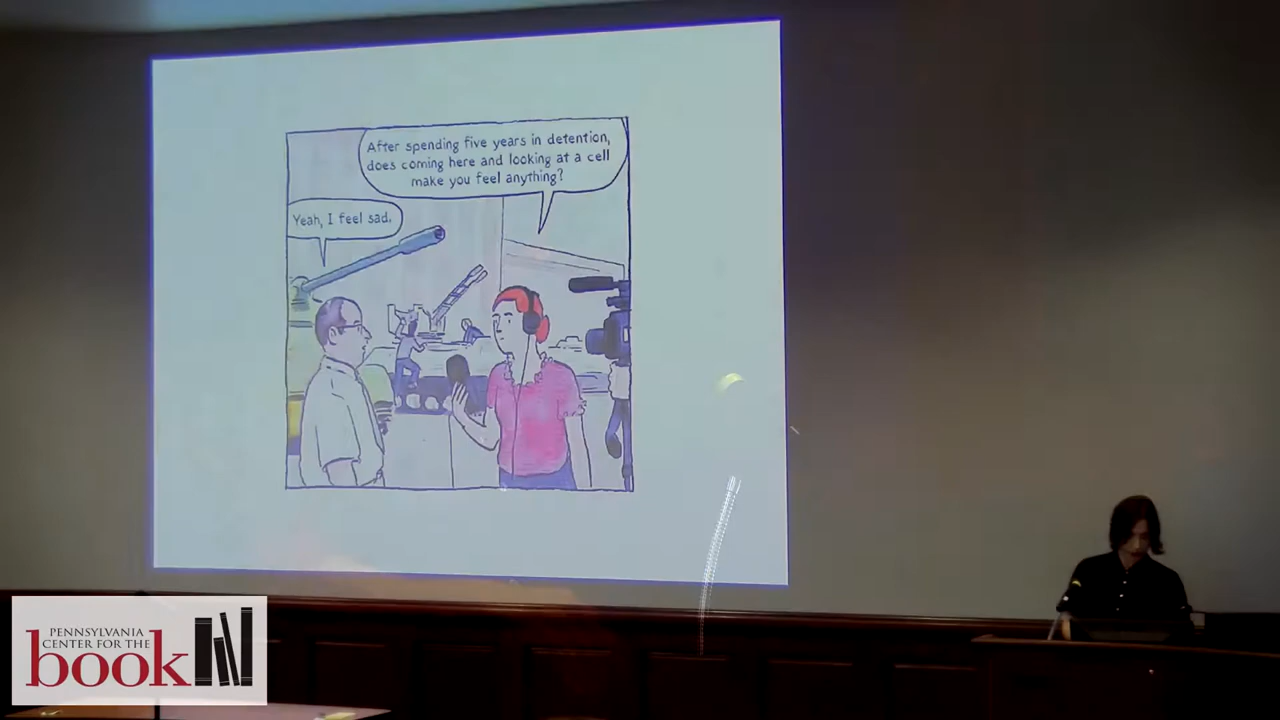 After spending five years in detention,
does coming here and looking at a cell
make you feel anything?
Yeah, I feel sad.
PENNSYLVANIA
CENTER FOR THE
book